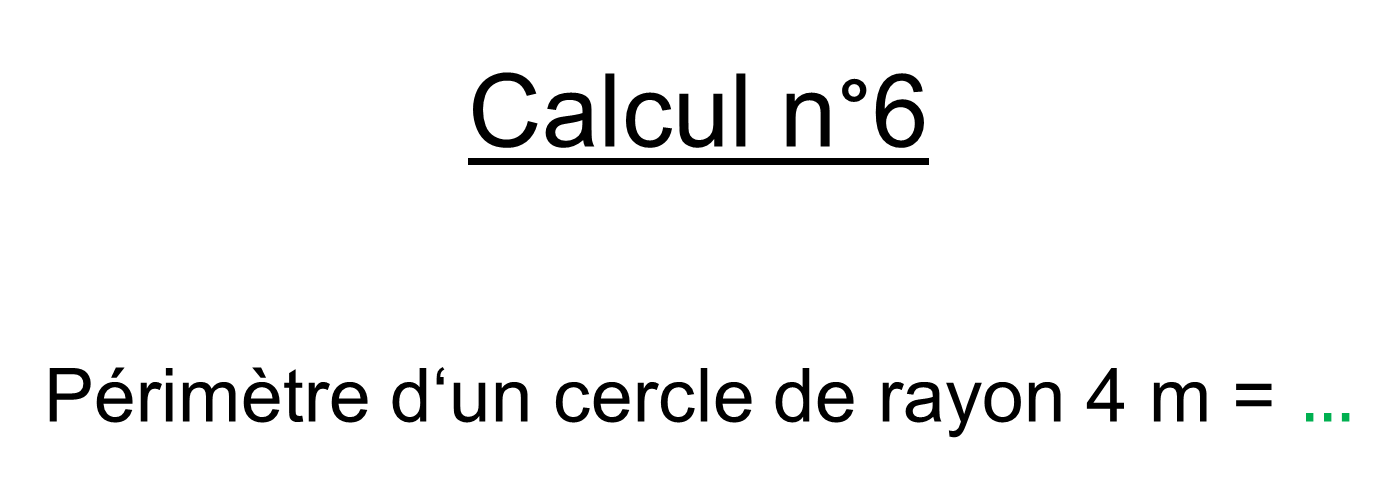 Calcul n°6
Périmètre d‘un cercle de rayon 4 m = ...